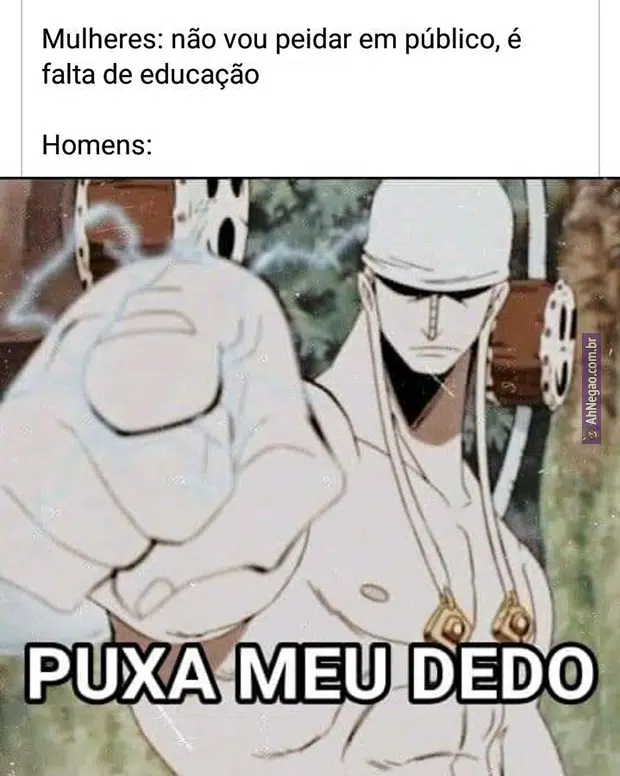 Mulheres: não vou peidar em público, é
falta de educação
Homens:
AhNegao.com.br
PUXA MEU DEDO